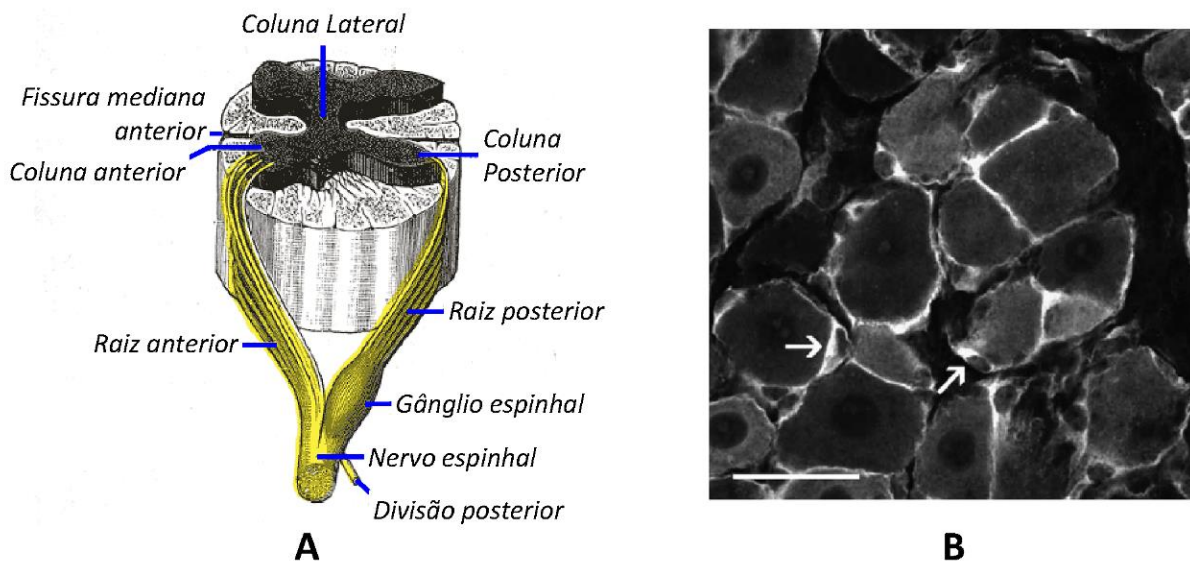 Coluna Lateral
Fissura mediana
anterior
Coluna anterior
Coluna
Posterior
Raiz anterior
Raiz posterior
Gânglio espinhal
Nervo espinhal
Divisão posterior
A
B